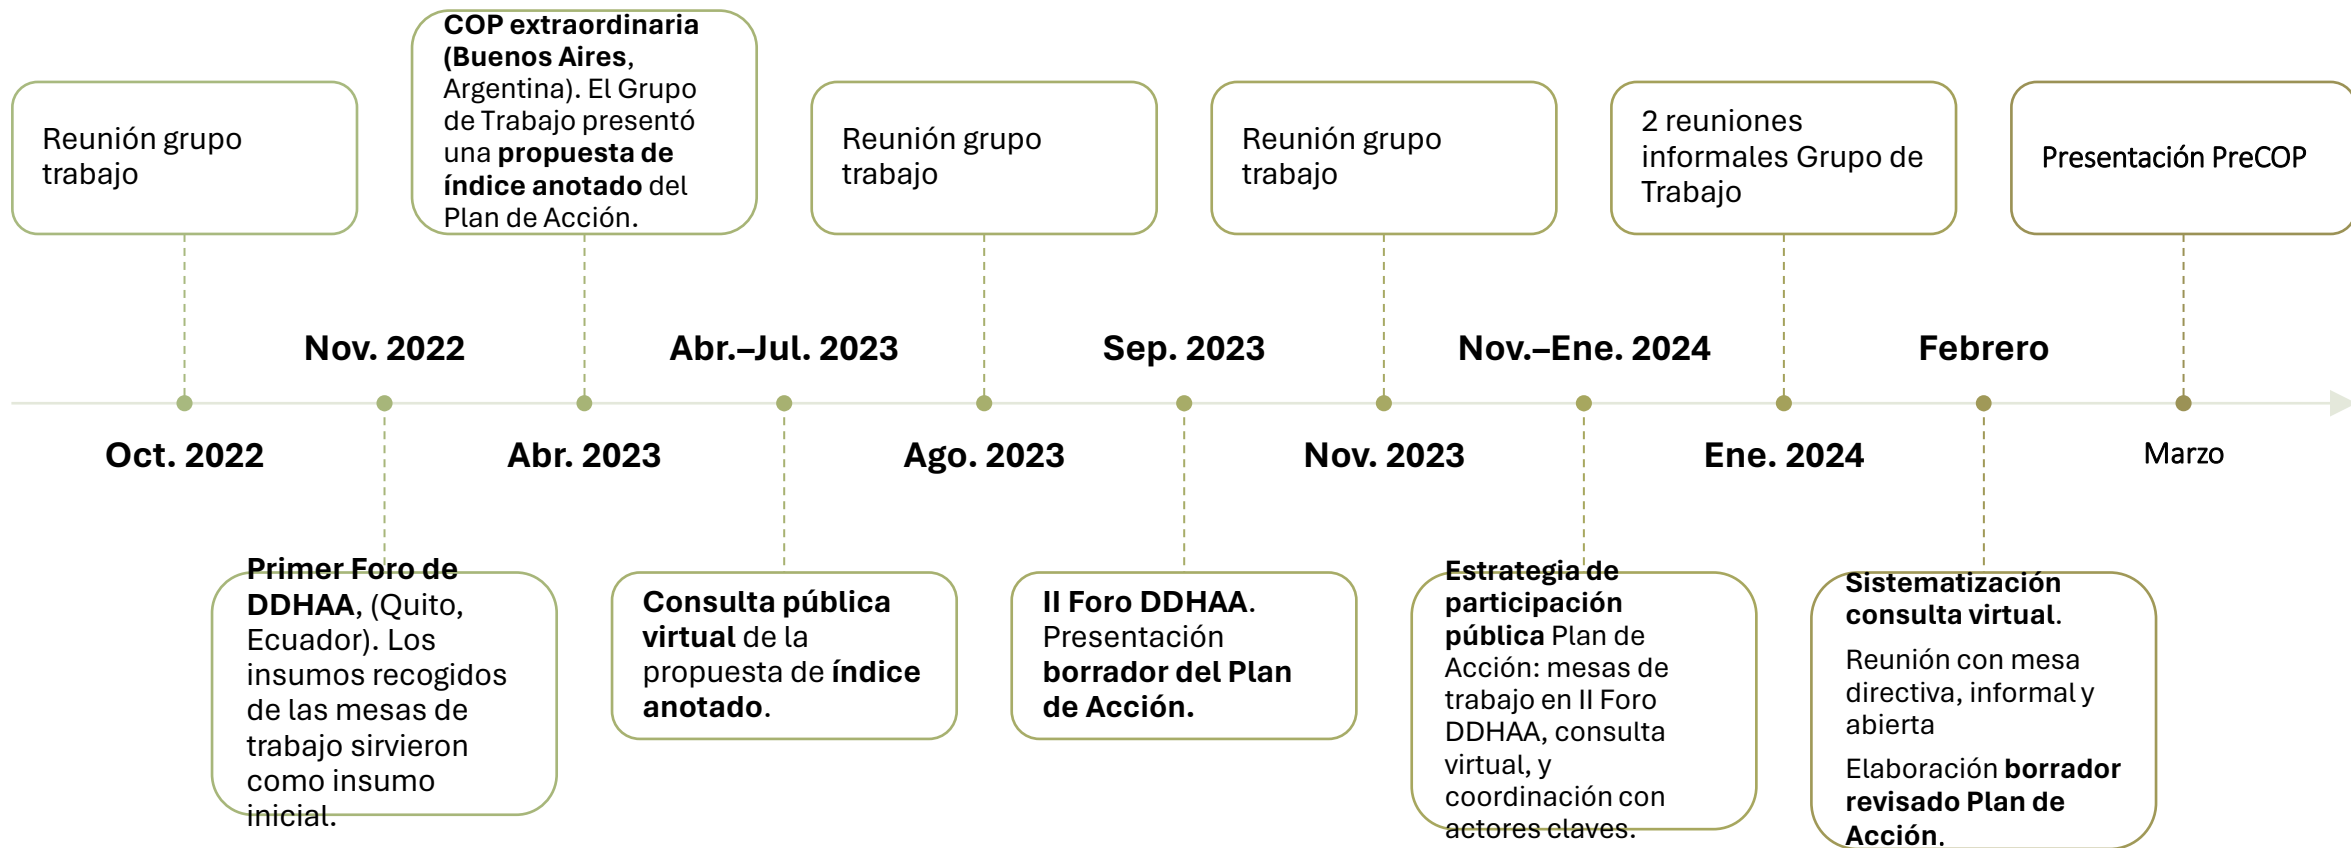 Reunión grupo
trabajo
COP extraordinaria
(Buenos Aires,
Argentina). El Grupo
de Trabajo presentó
una propuesta de
índice anotado del
Plan de Acción.
Reunión grupo
trabajo
Reunión grupo
trabajo
2 reuniones
informales Grupo de
Trabajo
Presentación PreCOP
Nov. 2022
Abr.–Jul. 2023
Sep. 2023
Nov.–Ene. 2024
Febrero
Oct. 2022
Abr. 2023
Ago. 2023
Nov. 2023
Ene. 2024
Marzo
Primer Foro de
DDHAA, (Quito,
Ecuador). Los
insumos recogidos
de las mesas de
trabajo sirvieron
como insumo
inicial.
Consulta pública
virtual de la
propuesta de índice
anotado.
II Foro DDHAA.
Presentación
borrador del Plan
de Acción.
Estrategia de
participación
pública Plan de
Acción: mesas de
trabajo en II Foro
DDHAA, consulta
virtual, y
coordinación con
actores claves.
Sistematización
consulta virtual.
Reunión con mesa
directiva, informal y
abierta
Elaboración borrador
revisado Plan de
Acción.